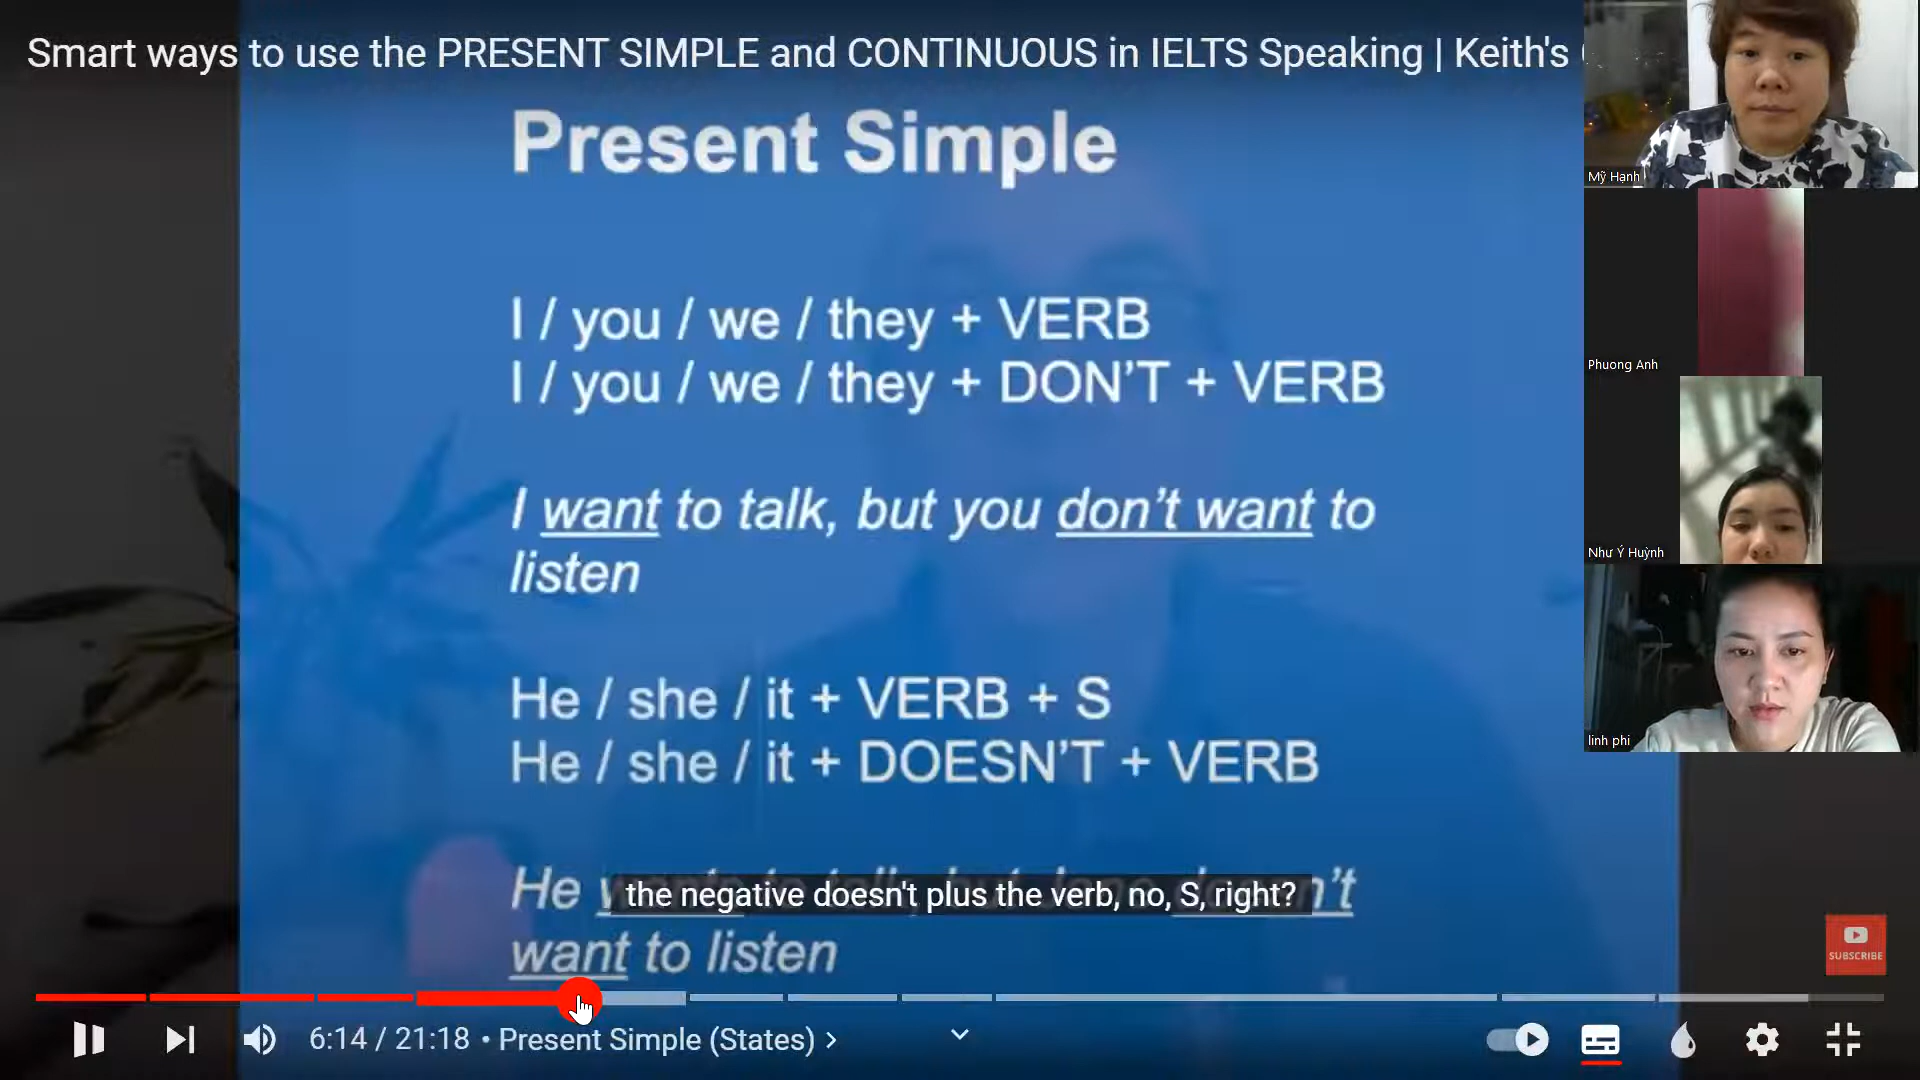 Smart ways to use the PRESENT SIMPLE and CONTINUOUS in IELTS Speaking | Keith's
Present Simple
I / you / we / they + VERB
I / you / we / they + DON'T + VERB
I want to talk, but you don't want to
listen
He / she / it + VERB + S
He / she / it + DOESN'T + VERB
He
the negative doesn't plus the verb, no, S, right?
want to listen
6:14 / 21:18 • Present Simple (States) >
SUBSCRIBE
Mỹ Hạnh
Phuong Anh
Như Ý Huỳnh
linh phi